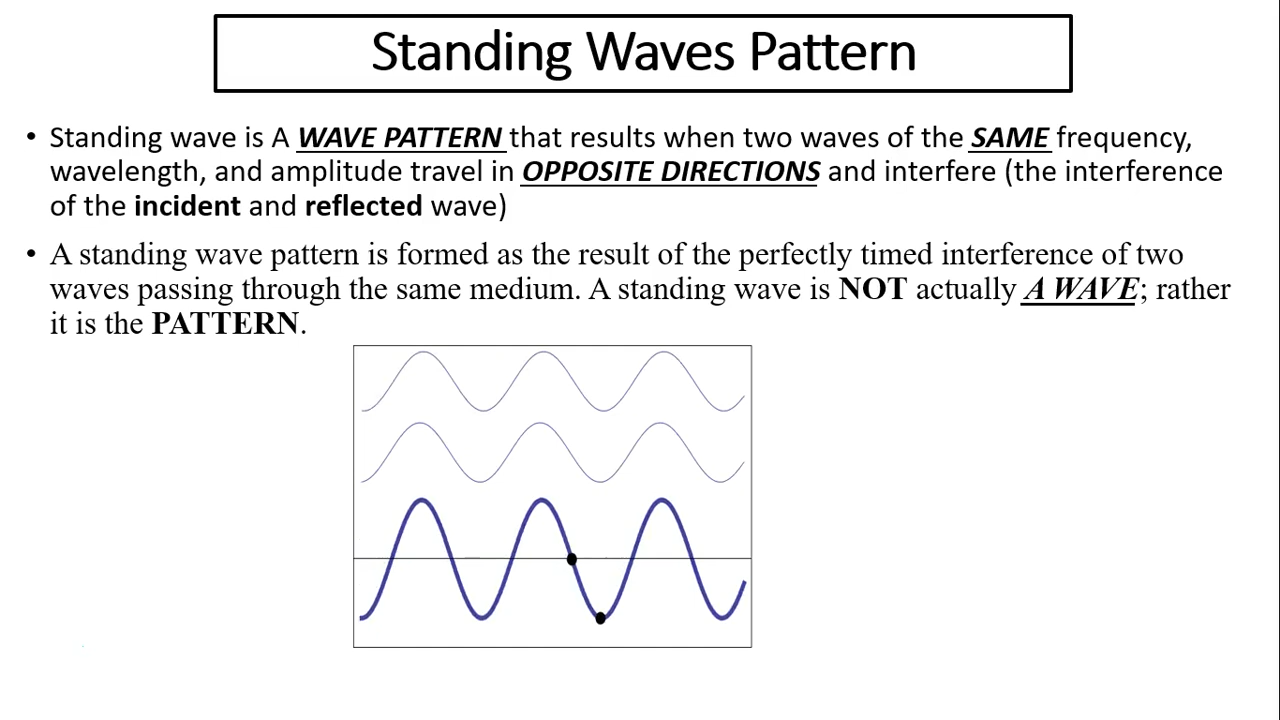 Standing Waves Pattern
• Standing wave is A WAVE PATTERN that results when two waves of the SAME frequency,
wavelength, and amplitude travel in OPPOSITE DIRECTIONS and interfere (the interference
of the incident and reflected wave)
• A standing wave pattern is formed as the result of the perfectly timed interference of two
waves passing through the same medium. A standing wave is NOT actually A WAVE; rather
it is the PATTERN.